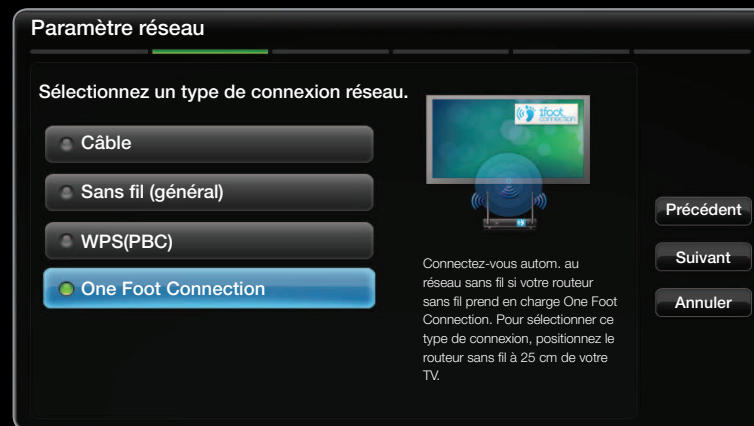 Paramètre réseau
Sélectionnez un type de connexion réseau.
Câble
Sans fil (général)
WPS(PBC)
One Foot Connection
1foot
connection
Connectez-vous autom. au
réseau sans fil si votre routeur
sans fil prend en charge One Foot
Connection. Pour sélectionner ce
type de connexion, positionnez le
routeur sans fil à 25 cm de votre
TV.
Précédent
Suivant
Annuler